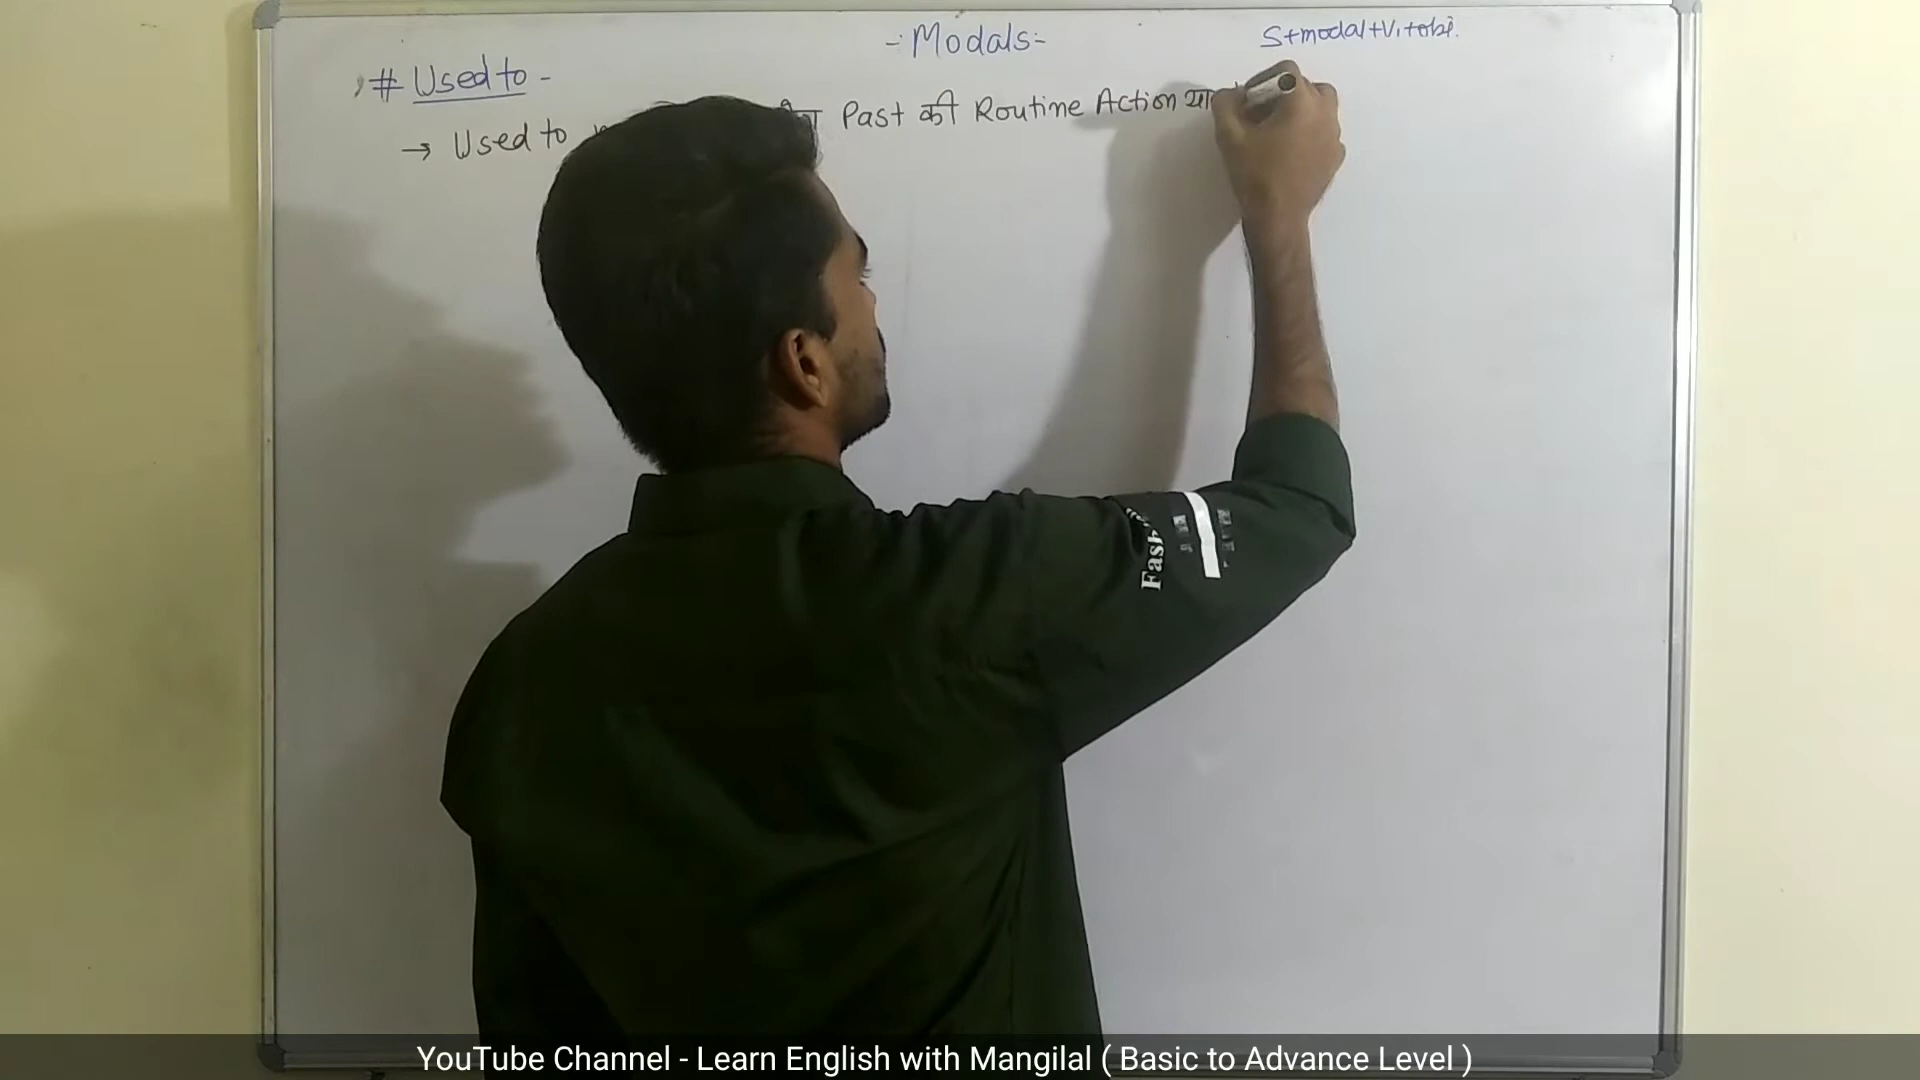 -: Modals:-
S+modal+V₁+obj.
# Used to -
→ Used to Past की Routine Action या
Fash
YouTube Channel - Learn English with Mangilal ( Basic to Advance Level )